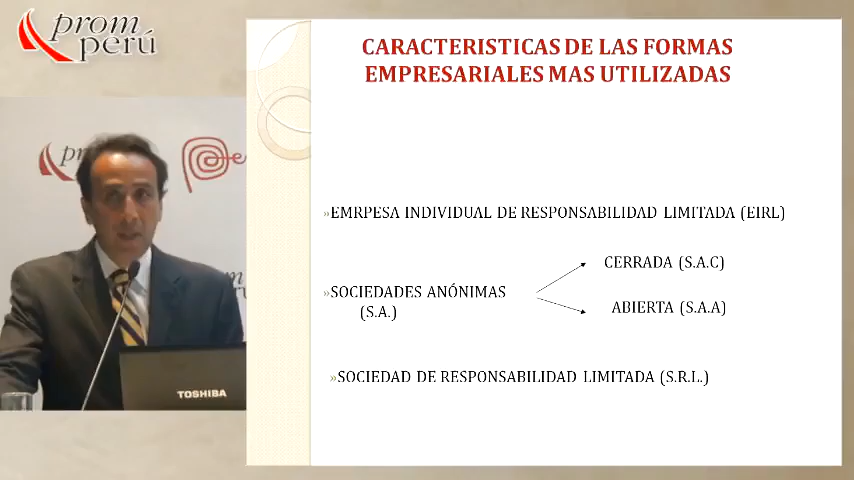 prom
perú
CARACTERISTICAS DE LAS FORMAS
EMPRESARIALES MAS UTILIZADAS
»EMRPESA INDIVIDUAL DE RESPONSABILIDAD LIMITADA (EIRL)
CERRADA (S.A.C)
»SOCIEDADES ANÓNIMAS
(S.A.)
ABIERTA (S.A.A)
»SOCIEDAD DE RESPONSABILIDAD LIMITADA (S.R.L.)
TOSHIBA